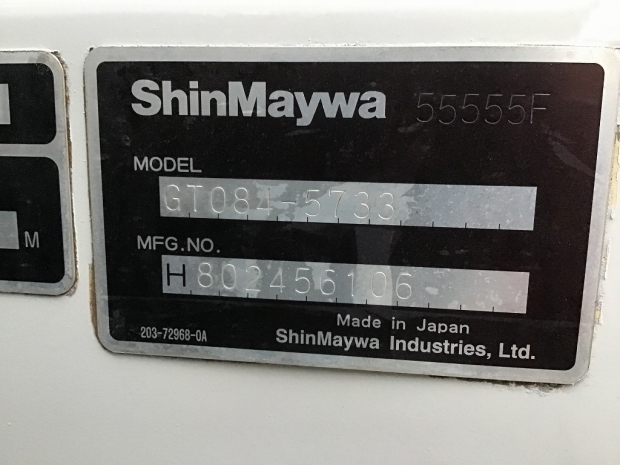 ShinMaywa 55555F
MODEL
GT084-5733
MFG.NO.
H802456106
Made in Japan
203-72968-0A
ShinMaywa Industries, Ltd.
M